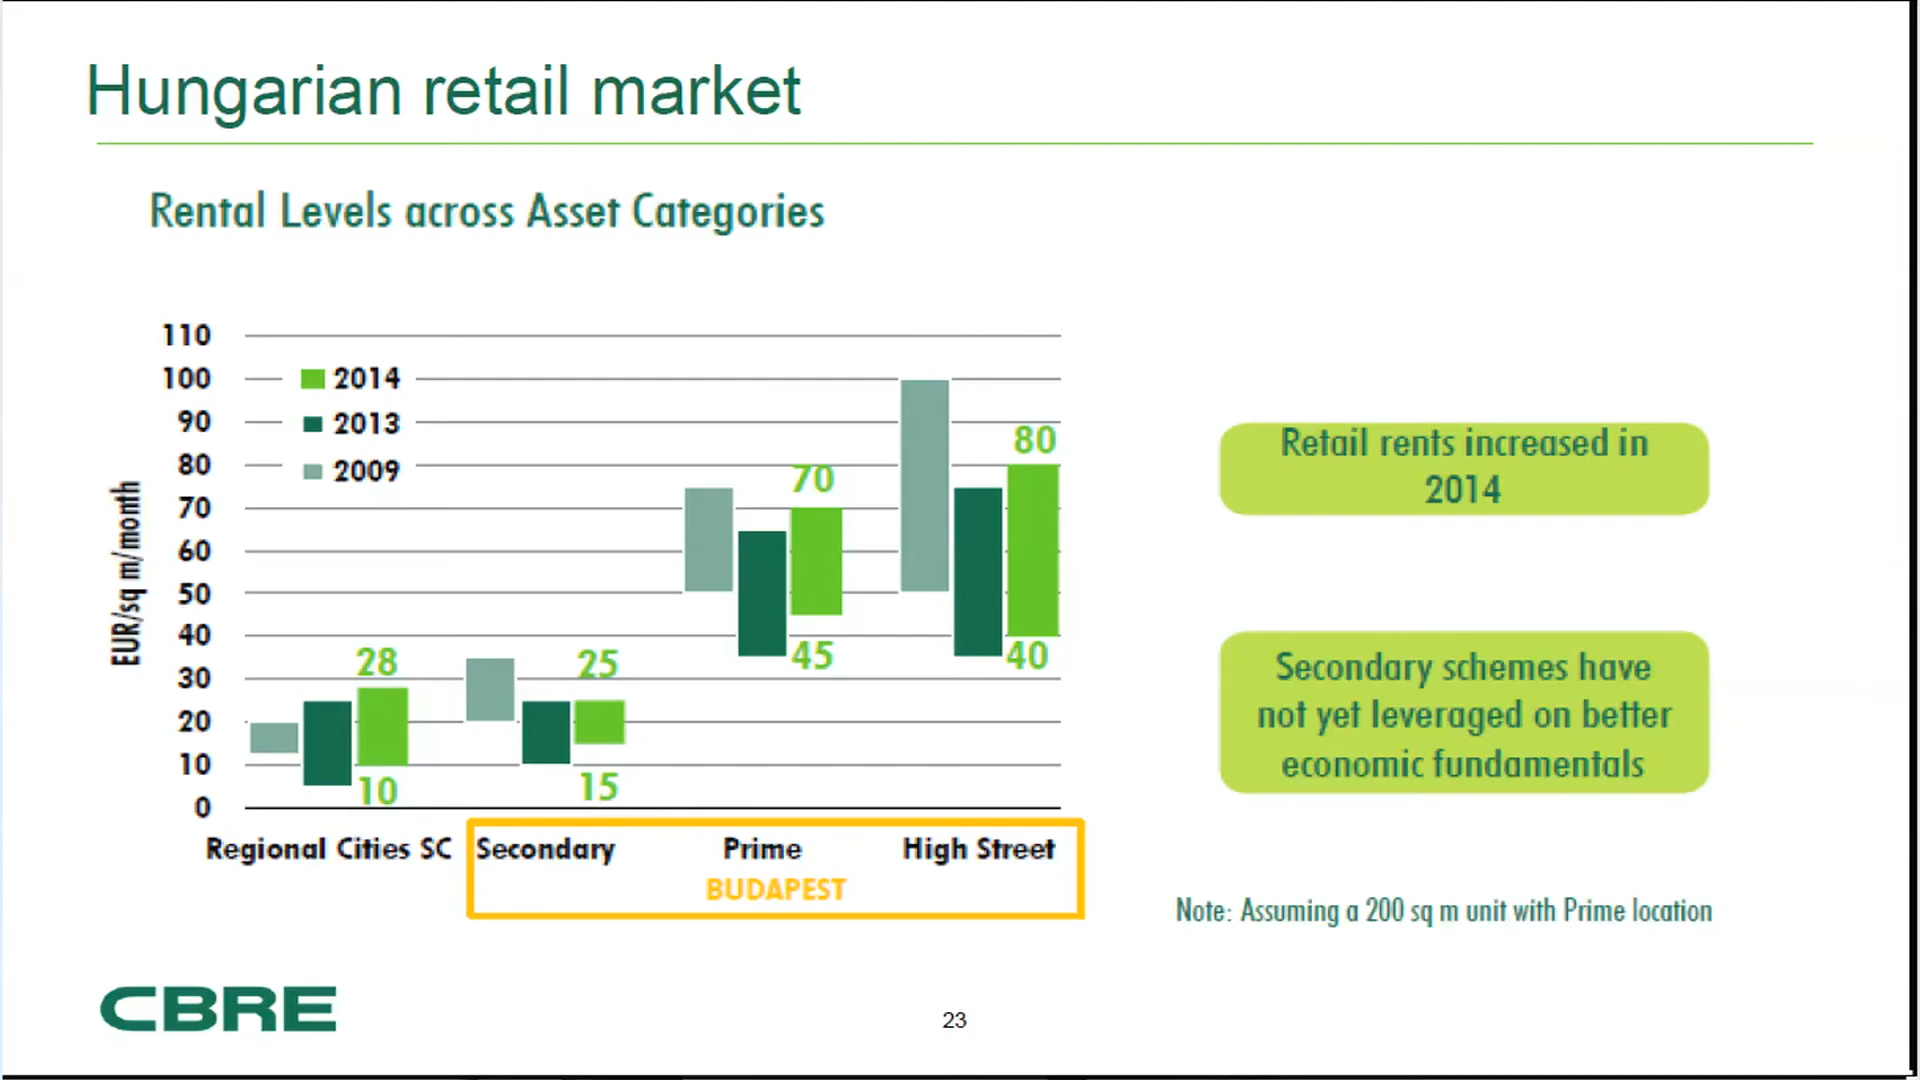 Hungarian retail market
Rental Levels across Asset Categories
EUR/sq m/month
110
100
90
80
70
60
50
40
30
20
10
0
2014
2013
2009
28
10
25
15
70
45
80
40
Regional Cities SC
Secondary
Prime
High Street
BUDAPEST
Retail rents increased in
2014
Secondary schemes have
not yet leveraged on better
economic fundamentals
Note: Assuming a 200 sq m unit with Prime location
CBRE
23